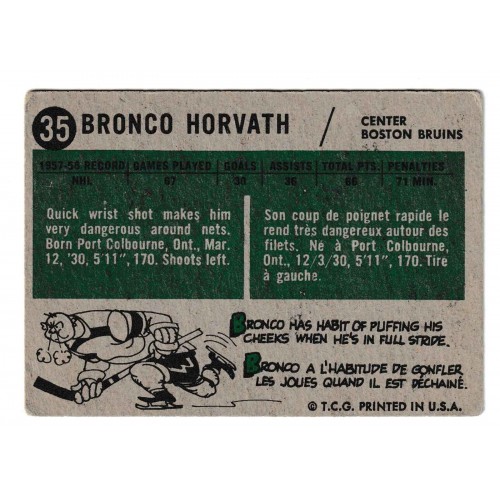 35 BRONCO HORVATH / CENTER
BOSTON BRUINS
1957-58 RECORD GAMES PLAYED GOALS ASSISTS TOTAL PTS. PENALTIES
NHL 67 30 36 66 71 MIN.
Quick wrist shot makes him
very dangerous around nets.
Born Port Colbourne, Ont., Mar.
12, '30, 5'11", 170. Shoots left.
Son coup de poignet rapide le
rend très dangereux autour des
filets. Né à Port Colbourne,
Ont., 12/3/30, 5'11", 170. Tire
à gauche.
BRONCO HAS HABIT OF PUFFING HIS
CHEEKS WHEN HE'S IN FULL STRIDE.
BRONCO A L'HABITUDE DE GONFLER
LES JOUES QUAND IL EST DÉCHAINÉ.
© T.C.G. PRINTED IN U.S.A.